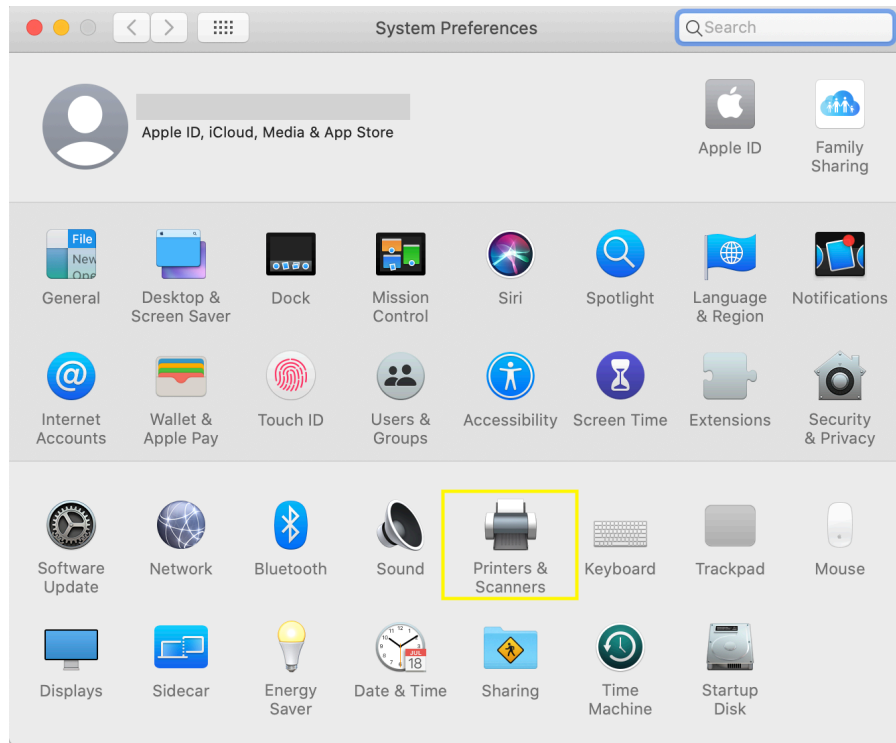 System Preferences
Search
Apple ID, iCloud, Media & App Store
Apple ID
Family
Sharing
File
New
Ope
General
Desktop &
Screen Saver
Dock
Mission
Control
Siri
Spotlight
Language
& Region
Notifications
Internet
Accounts
Wallet &
Apple Pay
Touch ID
Users &
Groups
Accessibility
Screen Time
Extensions
Security
& Privacy
Software
Update
Network
Bluetooth
Sound
Printers &
Scanners
Keyboard
Trackpad
Mouse
JUL
18
Displays
Sidecar
Energy
Saver
Date & Time
Sharing
Time
Machine
Startup
Disk